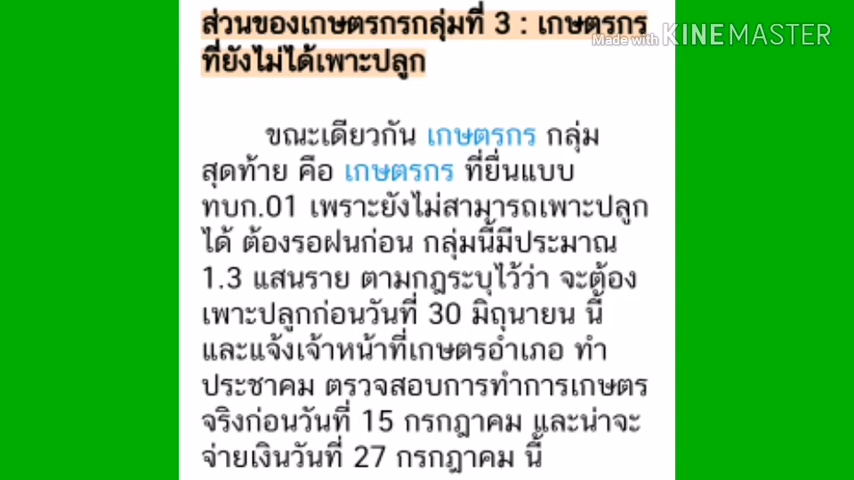 ส่วนของเกษตรกรกลุ่มที่ 3 : เกษตรกร
ที่ยังไม่ได้เพาะปลูก
Made with KINEMASTER
ขณะเดียวกัน เกษตรกร กลุ่ม
สุดท้าย คือ เกษตรกร ที่ยื่นแบบ
ทบก.01 เพราะยังไม่สามารถเพาะปลูก
ได้ ต้องรอฝนก่อน กลุ่มนี้มีประมาณ
1.3 แสนราย ตามกฎระบุไว้ว่า จะต้อง
เพาะปลูกก่อนวันที่ 30 มิถุนายน นี้
และแจ้งเจ้าหน้าที่เกษตรอำเภอ ทำ
ประชาคม ตรวจสอบการทำการเกษตร
จริงก่อนวันที่ 15 กรกฎาคม และน่าจะ
จ่ายเงินวันที่ 27 กรกฎาคม นี้